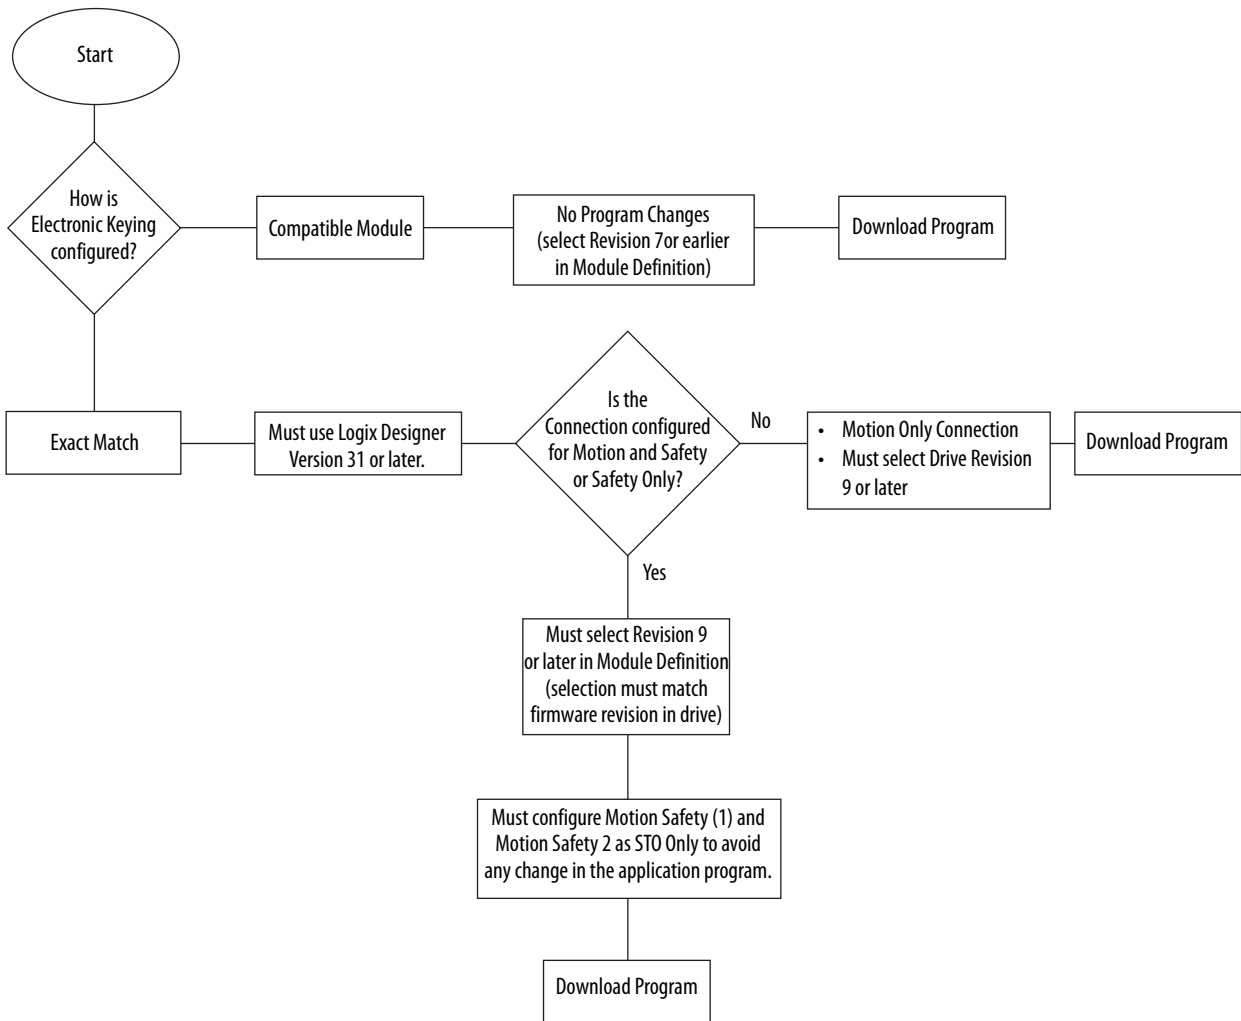 Start
How is
Electronic Keying
configured?
Compatible Module
No Program Changes
(select Revision 7or earlier
in Module Definition)
Download Program
Exact Match
Must use Logix Designer
Version 31 or later.
Is the
Connection configured
for Motion and Safety
or Safety Only?
No
• Motion Only Connection
• Must select Drive Revision
9 or later
Download Program
Yes
Must select Revision 9
or later in Module Definition
(selection must match
firmware revision in drive)
Must configure Motion Safety (1) and
Motion Safety 2 as STO Only to avoid
any change in the application program.
Download Program